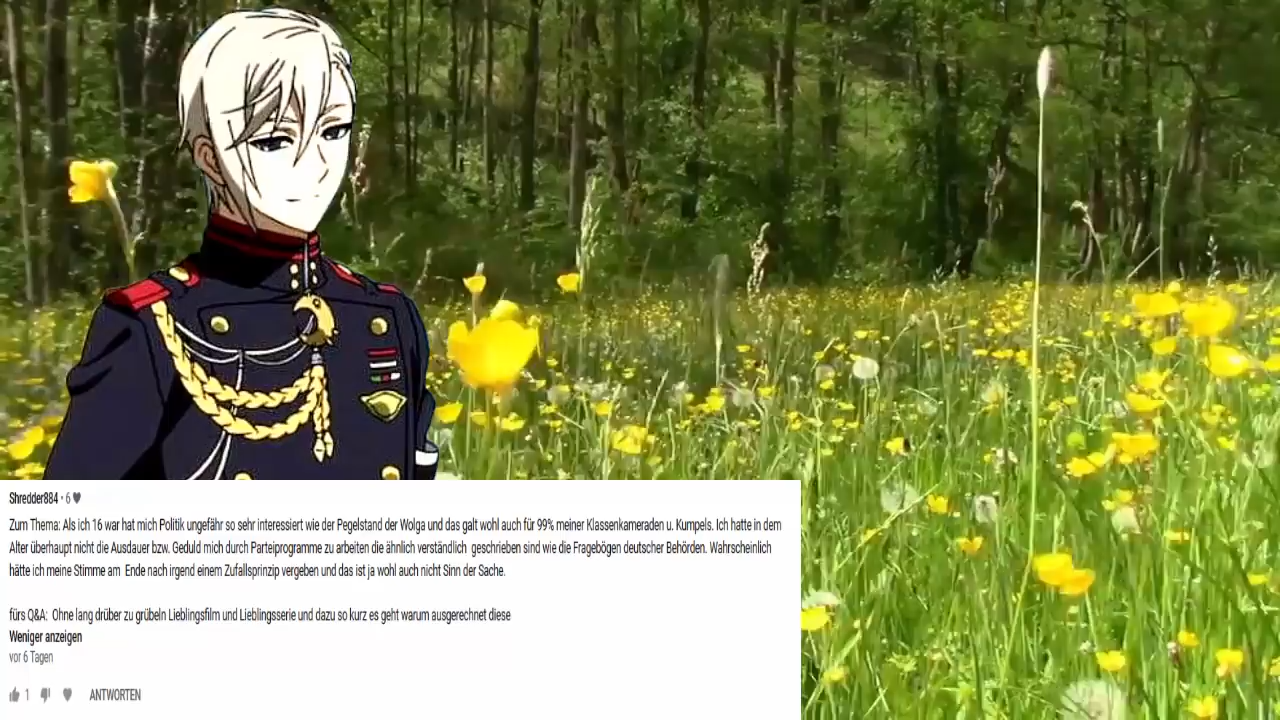 Shredder884 • 6♥
Zum Thema: Als ich 16 war hat mich Politik ungefähr so sehr interessiert wie der Pegelstand der Wolga und das galt wohl auch für 99% meiner Klassenkameraden u. Kumpels. Ich hatte in dem
Alter überhaupt nicht die Ausdauer bzw. Geduld mich durch Parteiprogramme zu arbeiten die ähnlich verständlich geschrieben sind wie die Fragebögen deutscher Behörden. Wahrscheinlich
hätte ich meine Stimme am Ende nach irgend einem Zufallsprinzip vergeben und das ist ja wohl auch nicht Sinn der Sache.
fürs Q&A: Ohne lang drüber zu grübeln Lieblingsfilm und Lieblingsserie und dazu so kurz es geht warum ausgerechnet diese
Weniger anzeigen
vor 6 Tagen
1 ANTWORTEN